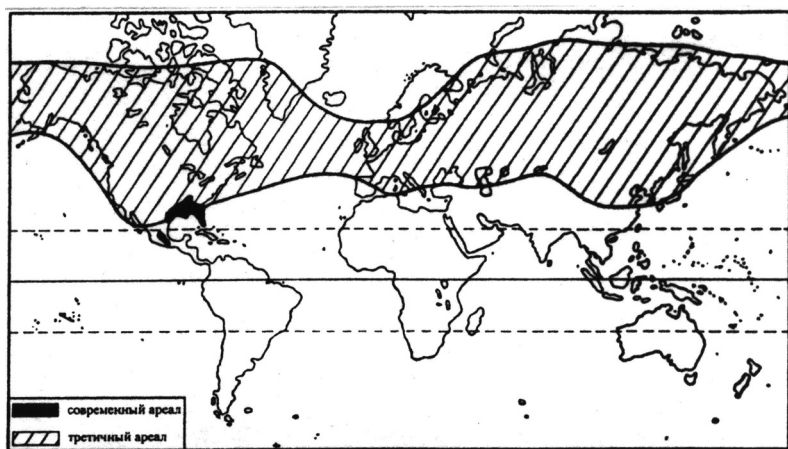 современный ареал
третичный ареал